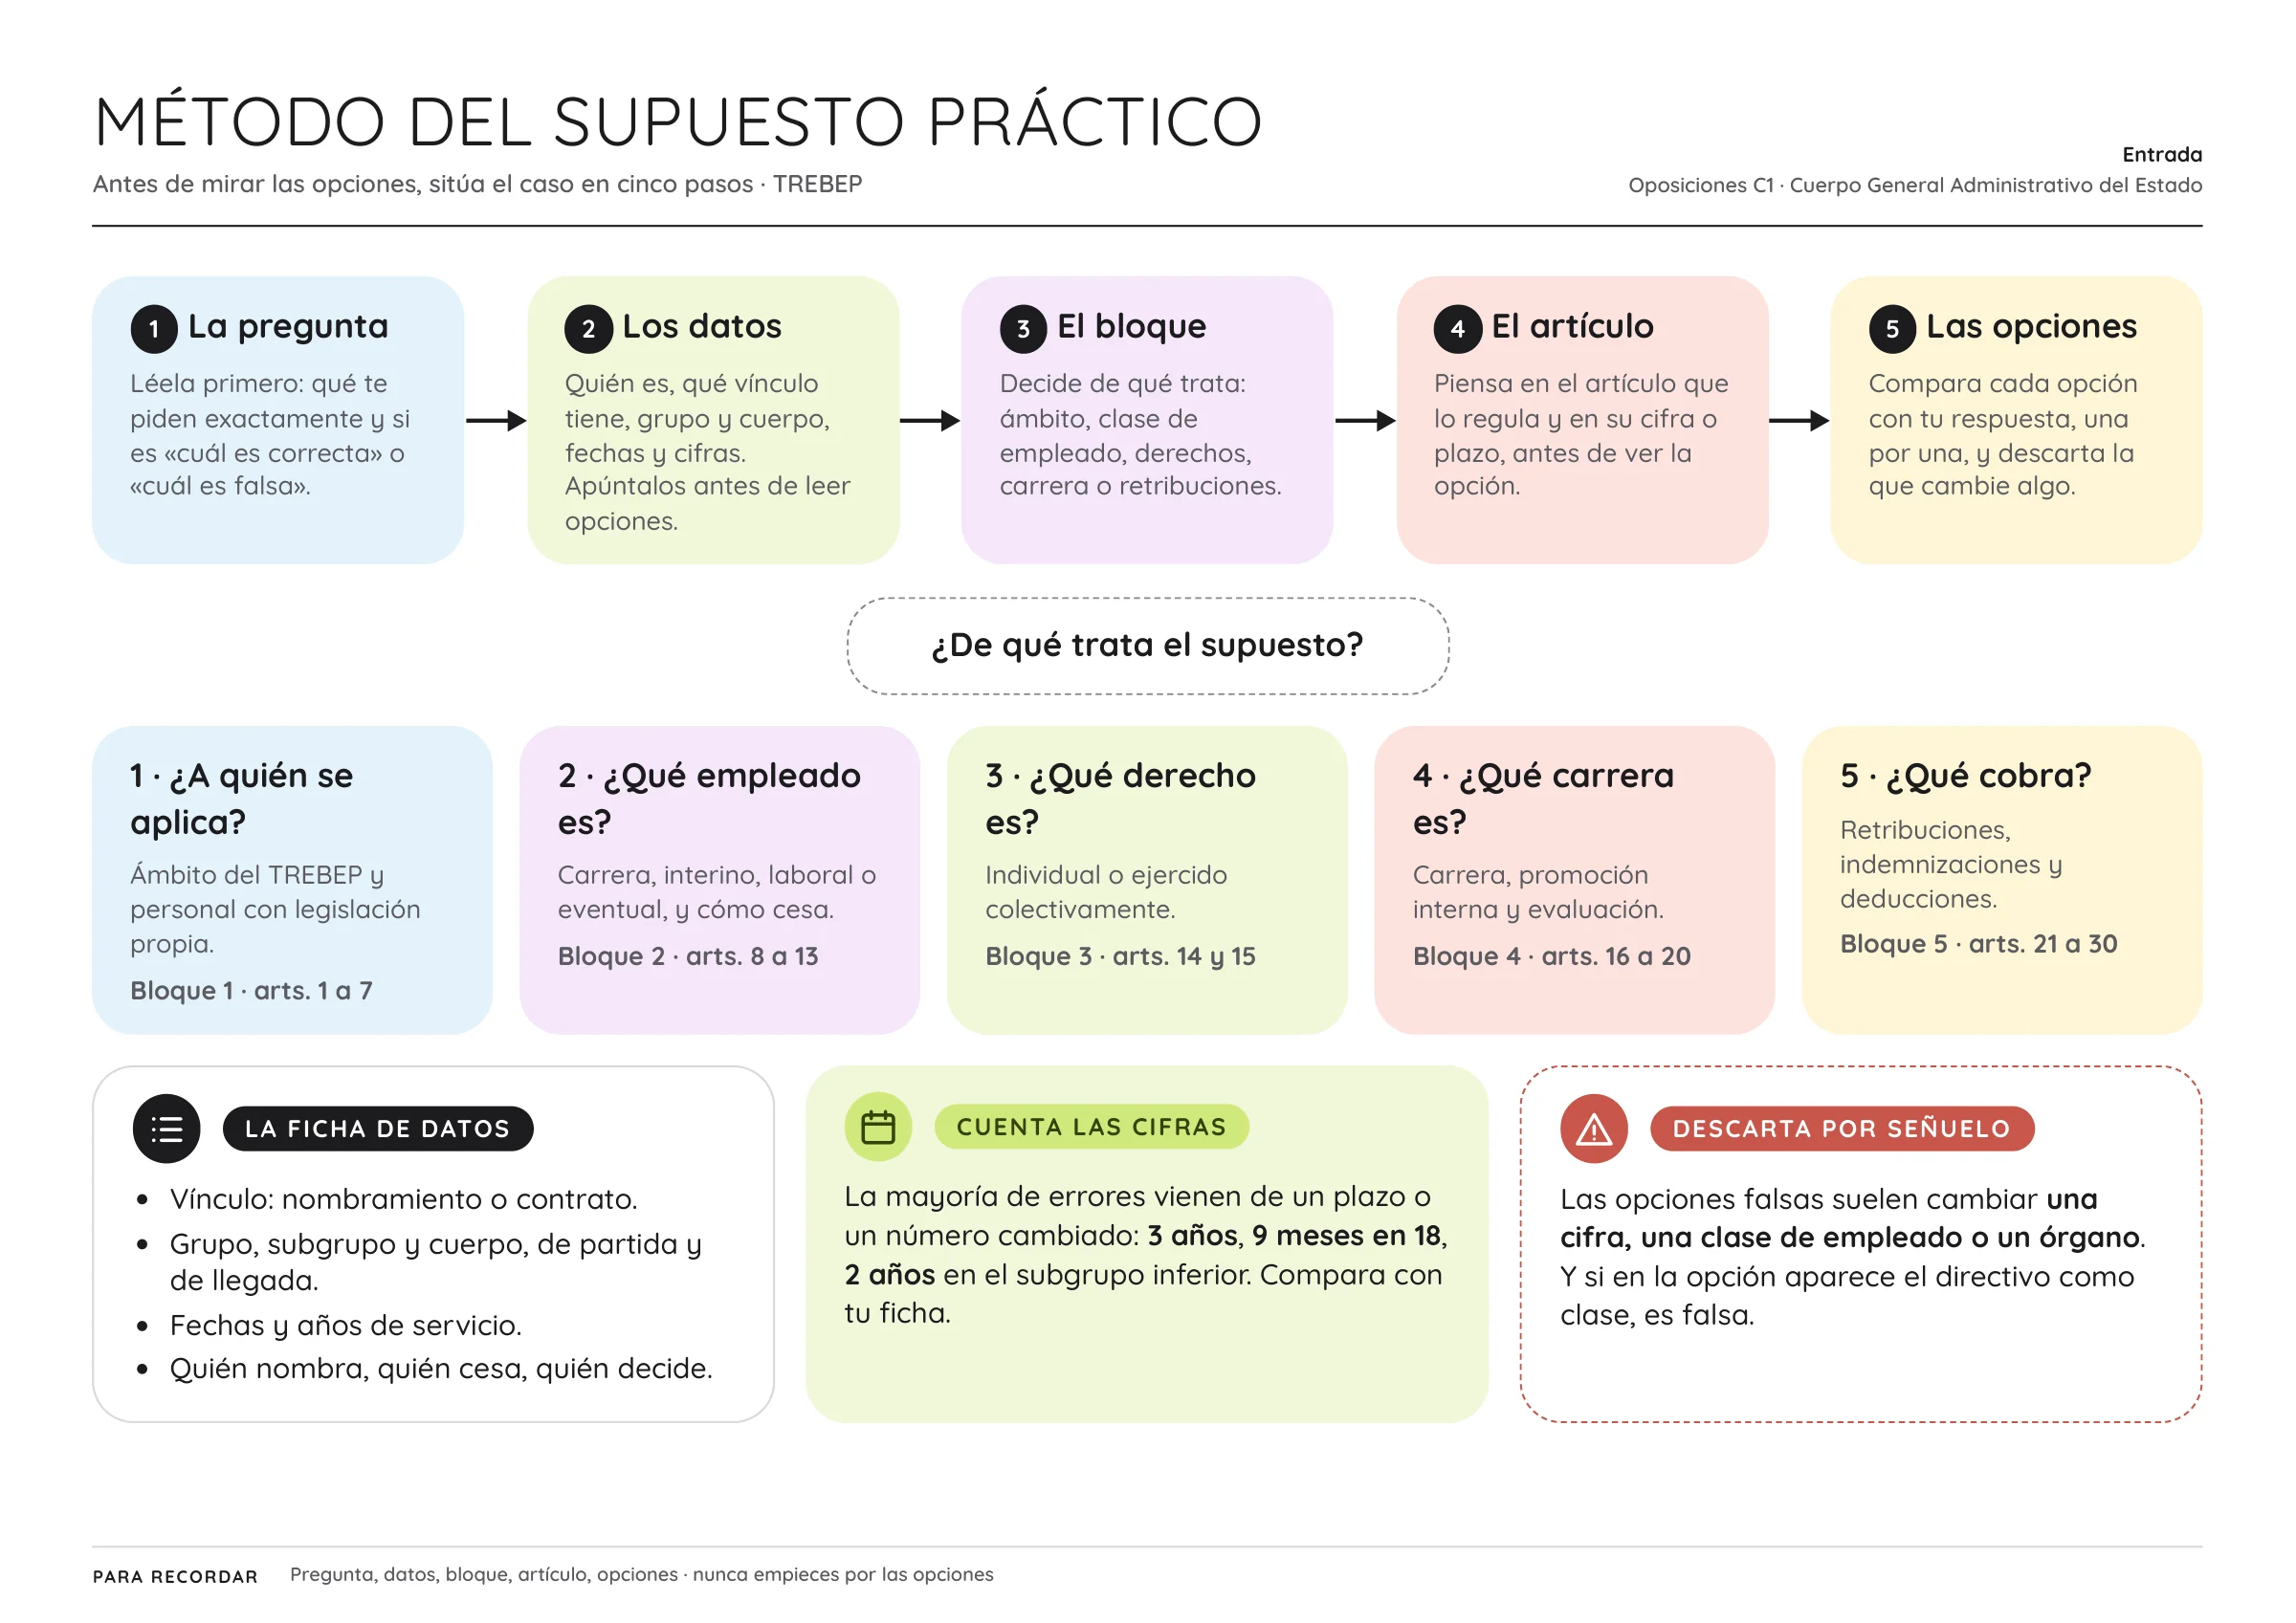 MÉTODO DEL SUPUESTO PRÁCTICO
Antes de mirar las opciones, sitúa el caso en cinco pasos · TREBEP
Entrada
Oposiciones C1 · Cuerpo General Administrativo del Estado
1 La pregunta
Léela primero: qué te
piden exactamente y si
es «cuál es correcta» o
«cuál es falsa».
2 Los datos
Quién es, qué vínculo
tiene, grupo y cuerpo,
fechas y cifras.
Apúntalos antes de leer
opciones.
3 El bloque
Decide de qué trata:
ámbito, clase de
empleado, derechos,
carrera o retribuciones.
4 El artículo
Piensa en el artículo que
lo regula y en su cifra o
plazo, antes de ver la
opción.
5 Las opciones
Compara cada opción
con tu respuesta, una
por una, y descarta la
que cambie algo.
¿De qué trata el supuesto?
1 · ¿A quién se
aplica?
Ámbito del TREBEP y
personal con legislación
propia.
Bloque 1 · arts. 1 a 7
2 · ¿Qué empleado
es?
Carrera, interino, laboral o
eventual, y cómo cesa.
Bloque 2 · arts. 8 a 13
3 · ¿Qué derecho
es?
Individual o ejercido
colectivamente.
Bloque 3 · arts. 14 y 15
4 · ¿Qué carrera
es?
Carrera, promoción
interna y evaluación.
Bloque 4 · arts. 16 a 20
5 · ¿Qué cobra?
Retribuciones,
indemnizaciones y
deducciones.
Bloque 5 · arts. 21 a 30
LA FICHA DE DATOS
• Vínculo: nombramiento o contrato.
• Grupo, subgrupo y cuerpo, de partida y
de llegada.
• Fechas y años de servicio.
• Quién nombra, quién cesa, quién decide.
CUENTA LAS CIFRAS
La mayoría de errores vienen de un plazo o
un número cambiado: 3 años, 9 meses en 18,
2 años en el subgrupo inferior. Compara con
tu ficha.
DESCARTA POR SEÑUELO
Las opciones falsas suelen cambiar una
cifra, una clase de empleado o un órgano.
Y si en la opción aparece el directivo como
clase, es falsa.
PARA RECORDAR Pregunta, datos, bloque, artículo, opciones · nunca empieces por las opciones